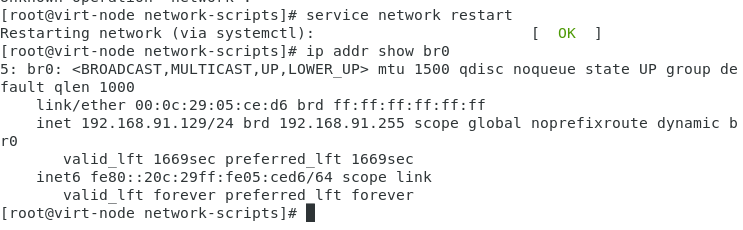 [root@virt-node network-scripts]# service network restart
Restarting network (via systemctl):                        [  OK  ]
[root@virt-node network-scripts]# ip addr show br0
5: br0: <BROADCAST,MULTICAST,UP,LOWER_UP> mtu 1500 qdisc noqueue state UP group de
fault qlen 1000
    link/ether 00:0c:29:05:ce:d6 brd ff:ff:ff:ff:ff:ff
    inet 192.168.91.129/24 brd 192.168.91.255 scope global noprefixroute dynamic b
r0
       valid_lft 1669sec preferred_lft 1669sec
    inet6 fe80::20c:29ff:fe05:ced6/64 scope link
       valid_lft forever preferred_lft forever
[root@virt-node network-scripts]#